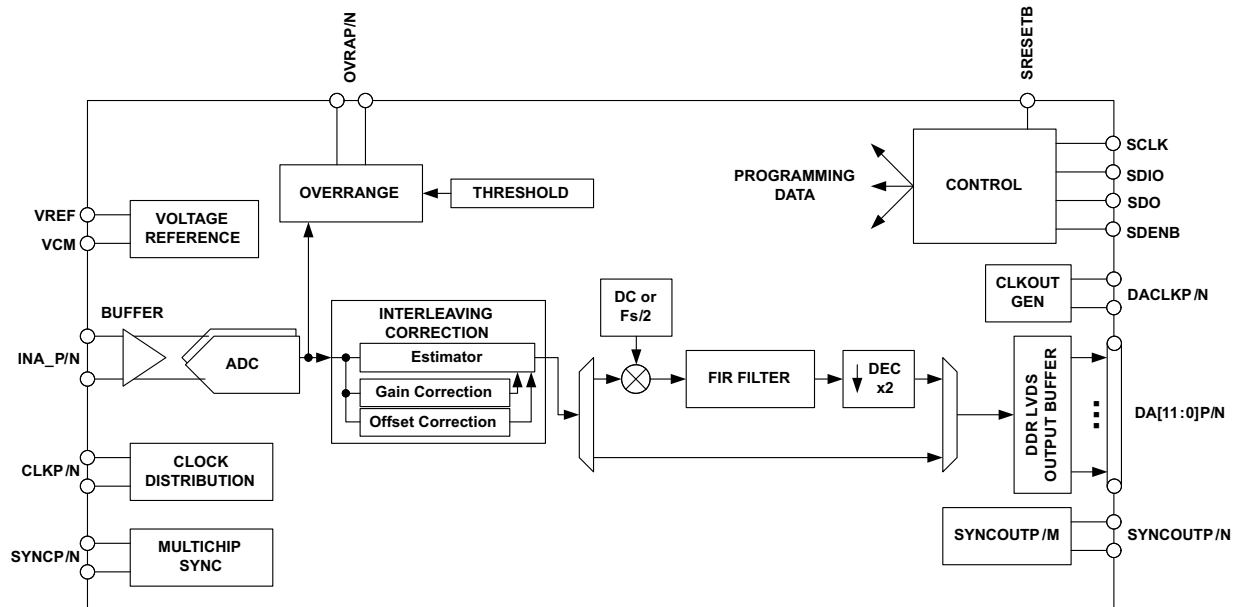 OVRAP/N
SRESETB
OVERRANGE
THRESHOLD
PROGRAMMING
DATA
CONTROL
SCLK
SDIO
SDO
SDENB
VREF
VCM
VOLTAGE
REFERENCE
CLKOUT
GEN
DACLKP/N
BUFFER
INA_P/N
ADC
INTERLEAVING
CORRECTION
Estimator
Gain Correction
Offset Correction
DC or
Fs/2
FIR FILTER
DEC
x2
DDR LVDS
OUTPUT BUFFER
DA[11:0]P/N
CLKP/N
CLOCK
DISTRIBUTION
SYNCP/N
MULTICHIP
SYNC
SYNCOUTP/M
SYNCOUTP/N